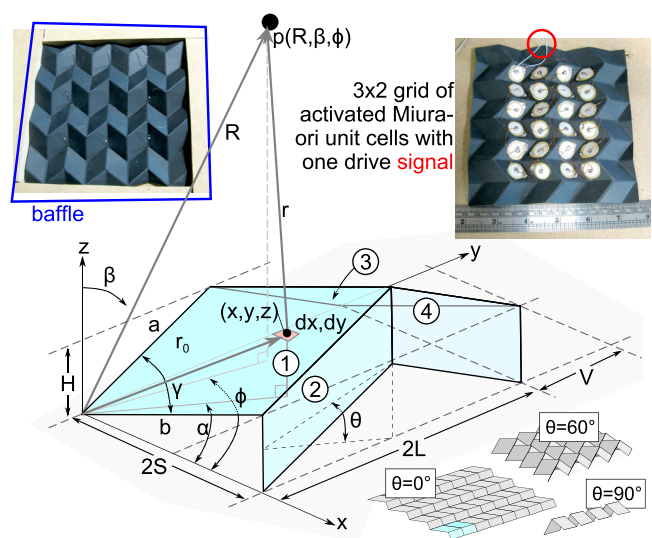 p(R,β,ϕ)
3x2 grid of
activated Miura-
ori unit cells with
one drive signal
baffle
R
r
z
β
y
3
(x,y,z)
dx,dy
4
a
r0
1
2
H
γ
ϕ
θ
V
b
α
2S
2L
x
θ=60°
θ=0°
θ=90°